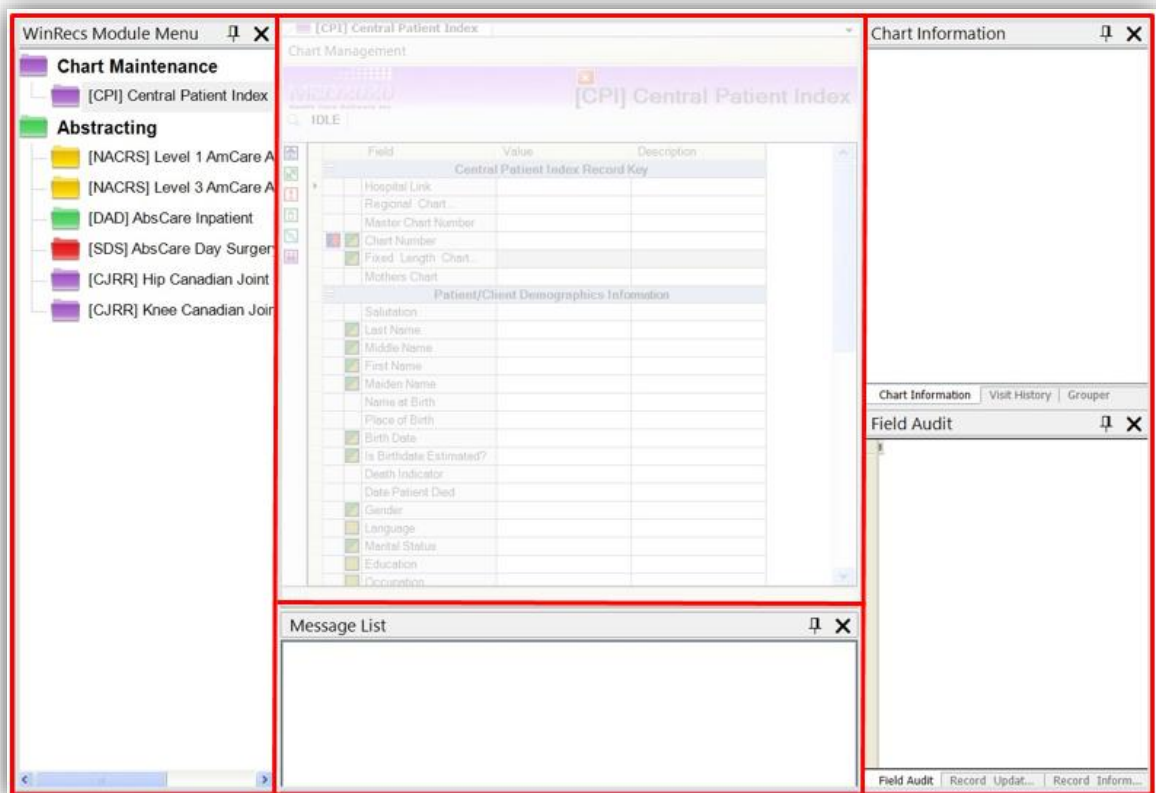 WinRecs Module Menu
Chart Maintenance
[CPI] Central Patient Index
Abstracting
[NACRS] Level 1 AmCare A
[NACRS] Level 3 AmCare A
[DAD] AbsCare Inpatient
[SDS] AbsCare Day Surgery
[CJRR] Hip Canadian Joint
[CJRR] Knee Canadian Join
[CPI] Central Patient Index
Chart Management
[CPI] Central Patient Index
IDLE
Field Value Description
Central Patient Index Record Key
Hospital Link
Regional Chart...
Master Chart Number
Chart Number
Fixed Length Chart...
Mothers Chart
Patient/Client Demographics Information
Salutation
Last Name
Middle Name
First Name
Maiden Name
Name at Birth
Place of Birth
Birth Date
Is Birthdate Estimated?
Death Indicator
Date Patient Died
Gender
Language
Marital Status
Education
Occupation
Message List
Chart Information
Chart Information Visit History Grouper
Field Audit
Field Audit Record Updat... Record Inform...